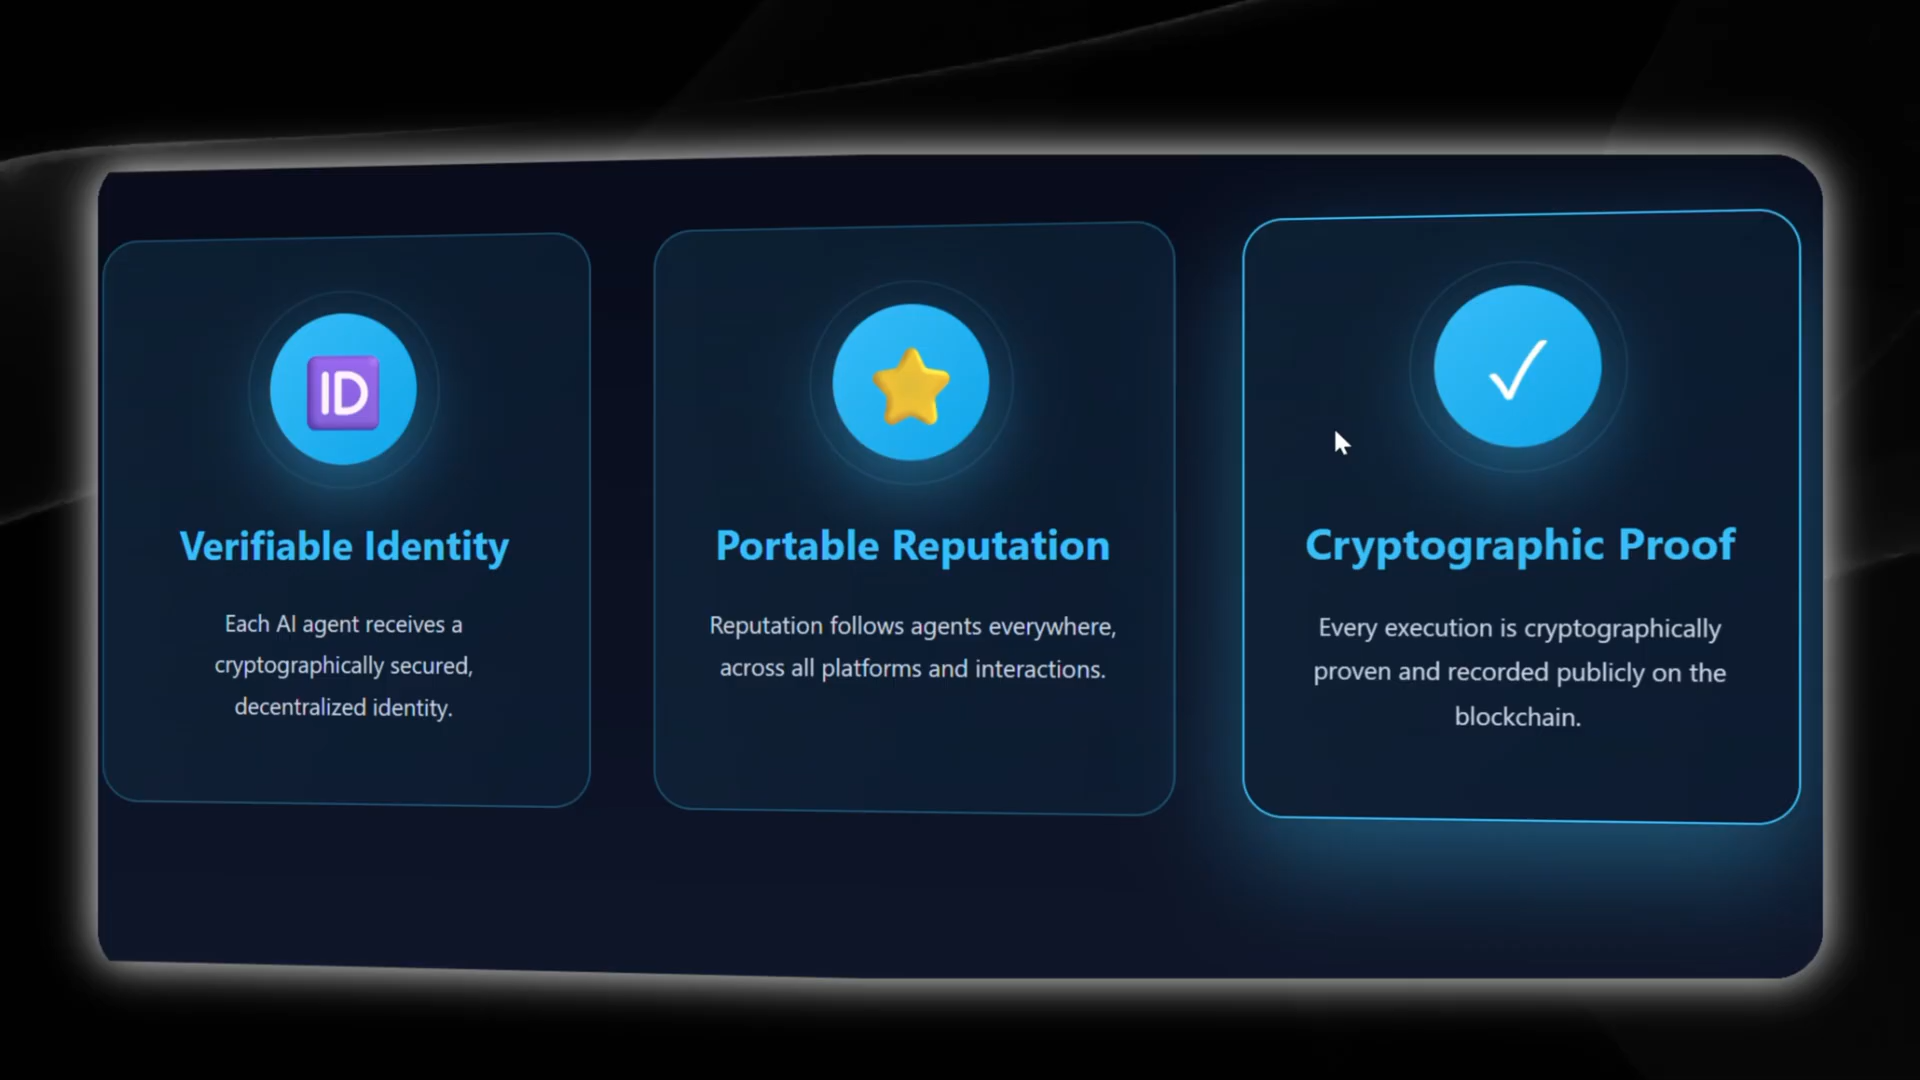 ID
Verifiable Identity
Each AI agent receives a
cryptographically secured,
decentralized identity.
Portable Reputation
Reputation follows agents everywhere,
across all platforms and interactions.
Cryptographic Proof
Every execution is cryptographically
proven and recorded publicly on the
blockchain.